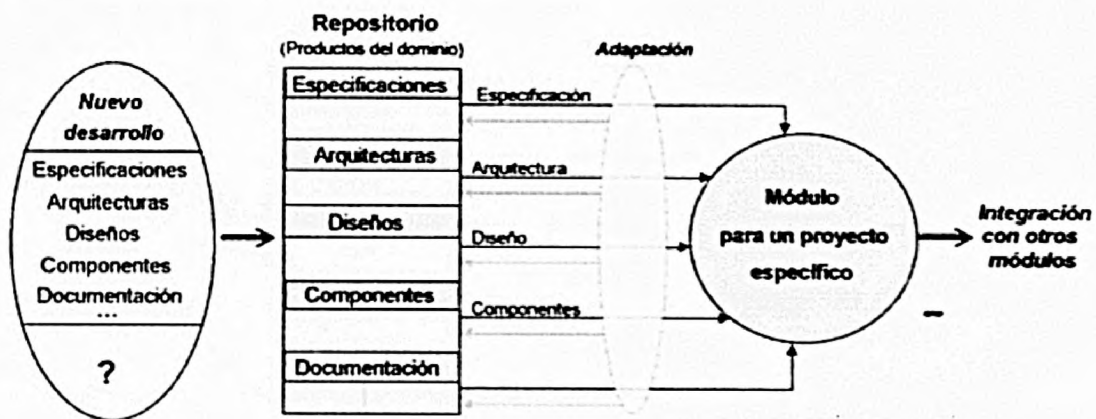 Nuevo
desarrollo
Especificaciones
Arquitecturas
Diseños
Componentes
Documentación
...
?
Repositorio
(Productos del dominio)
Especificaciones
Arquitecturas
Diseños
Componentes
Documentación
Adaptación
Especificación
Arquitectura
Diseño
Componentes
Módulo
para un proyecto
específico
Integración
con otros
módulos